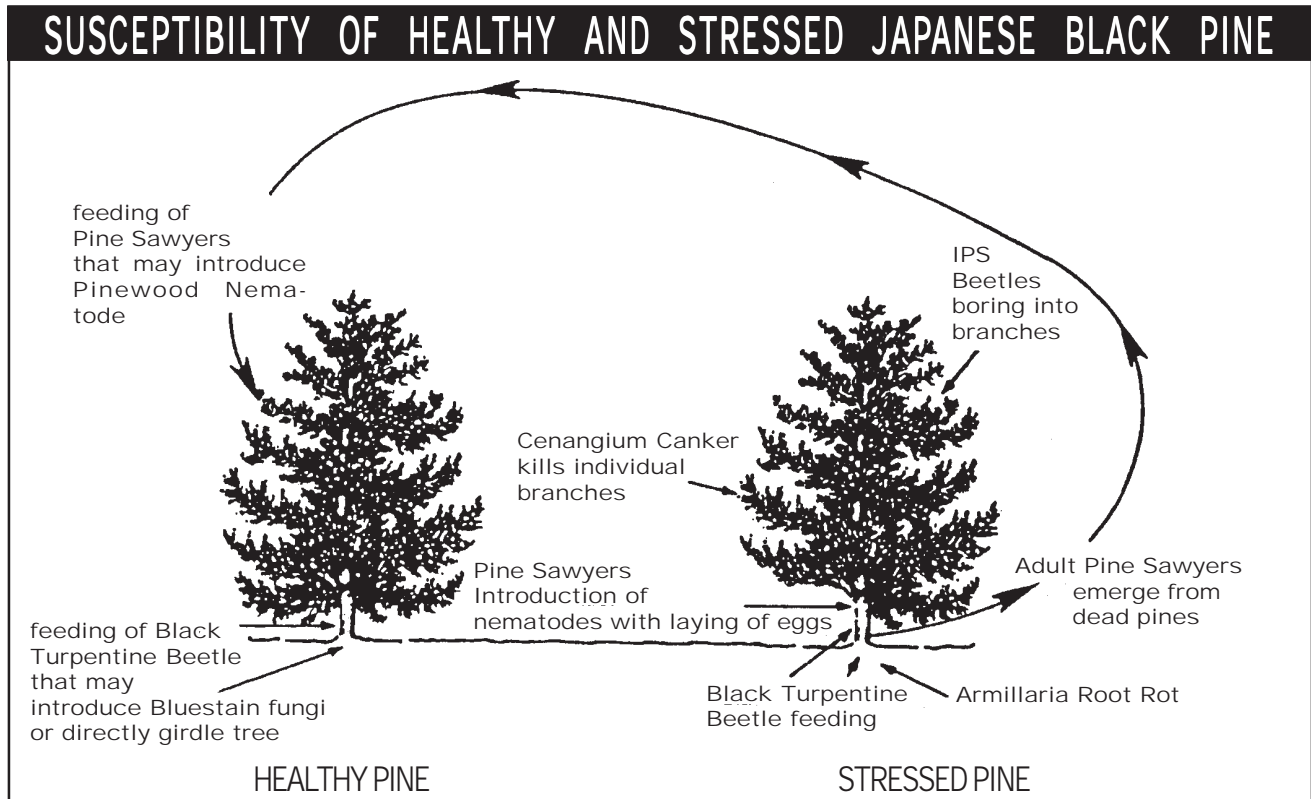 SUSCEPTIBILITY OF HEALTHY AND STRESSED JAPANESE BLACK PINE
feeding of
Pine Sawyers
that may introduce
Pinewood Nema-
tode
IPS
Beetles
boring into
branches
Cenangium Canker
kills individual
branches
Pine Sawyers
Introduction of
nematodes with laying of eggs
Adult Pine Sawyers
emerge from
dead pines
feeding of Black
Turpentine Beetle
that may
introduce Bluestain fungi
or directly girdle tree
Black Turpentine
Beetle feeding
Armillaria Root Rot
HEALTHY PINE
STRESSED PINE